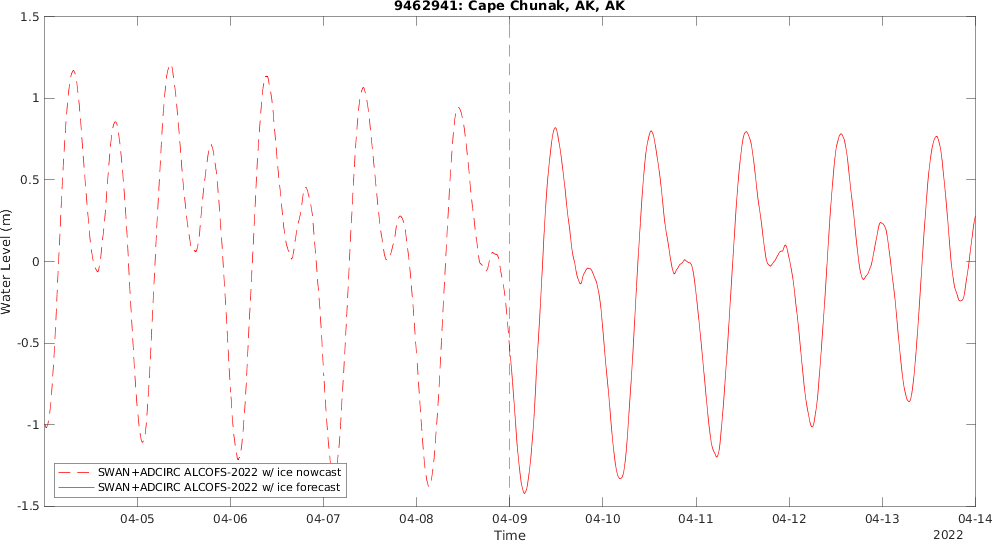 9462941: Cape Chunak, AK, AK
1.5
1
0.5
0
-0.5
-1
-1.5
Water Level (m)
SWAN+ADCIRC ALCOFS-2022 w/ ice nowcast
SWAN+ADCIRC ALCOFS-2022 w/ ice forecast
04-05 04-06 04-07 04-08 04-09 04-10 04-11 04-12 04-13 04-14
Time
2022